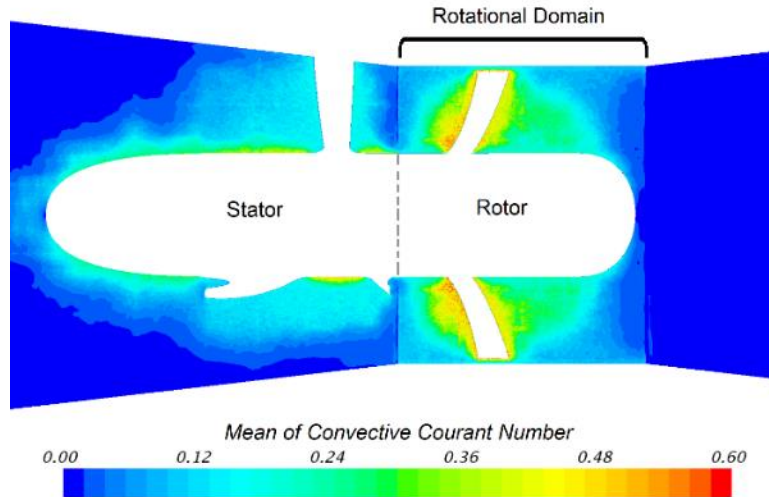 Rotational Domain
Stator
Rotor
Mean of Convective Courant Number
0.00 0.12 0.24 0.36 0.48 0.60